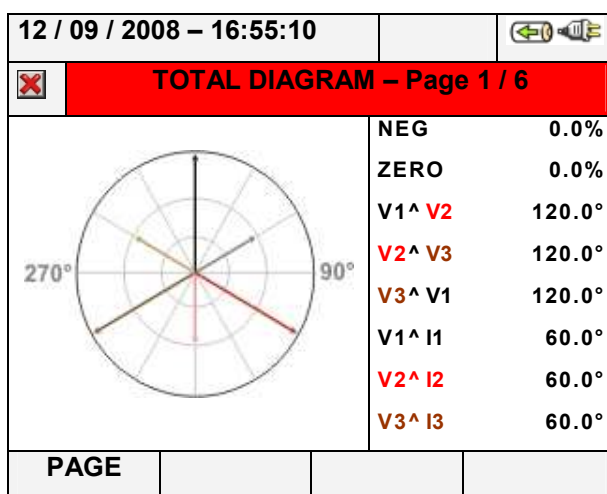 12 / 09 / 2008 – 16:55:10
TOTAL DIAGRAM – Page 1 / 6
270°
90°
NEG 0.0%
ZERO 0.0%
V1^ V2 120.0°
V2^ V3 120.0°
V3^ V1 120.0°
V1^ I1 60.0°
V2^ I2 60.0°
V3^ I3 60.0°
PAGE